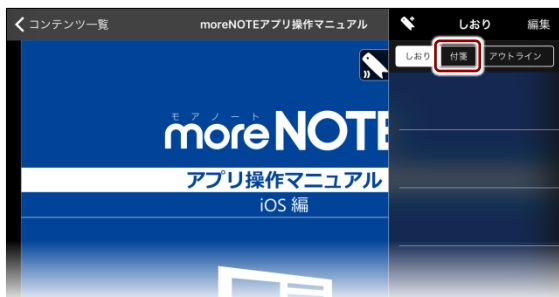 コンテンツ一覧 moreNOTEアプリ操作マニュアル しおり 編集
しおり 付箋 アウトライン
モアノート
moreNOTE
アプリ操作マニュアル
iOS 編